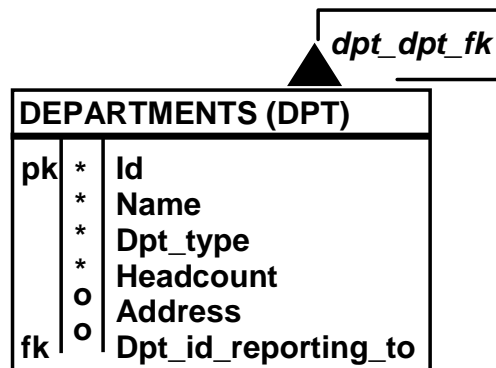 dpt_dpt_fk
DEPARTMENTS (DPT)
pk * Id
* Name
* Dpt_type
* Headcount
o Address
fk o Dpt_id_reporting_to